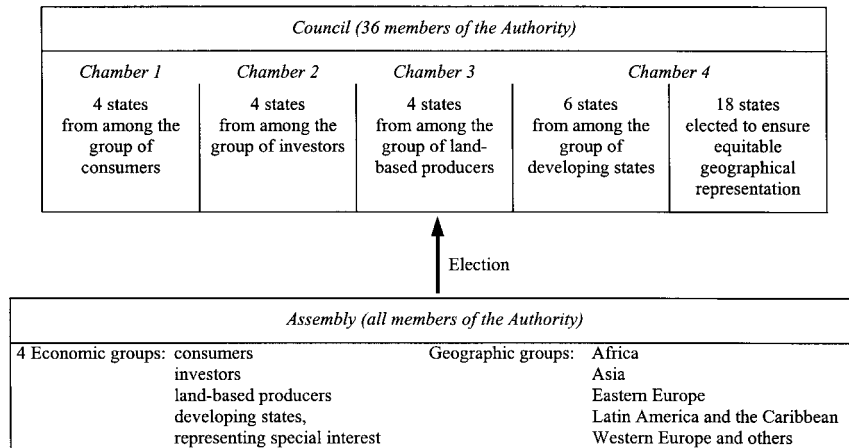 Council (36 members of the Authority)
Chamber 1
Chamber 2
Chamber 3
Chamber 4
4 states
from among the
group of
consumers
4 states
from among the
group of investors
4 states
from among the
group of land-
based producers
6 states
from among the
group of
developing states
18 states
elected to ensure
equitable
geographical
representation
Election
Assembly (all members of the Authority)
4 Economic groups: consumers
investors
land-based producers
developing states,
representing special interest
Geographic groups: Africa
Asia
Eastern Europe
Latin America and the Caribbean
Western Europe and others